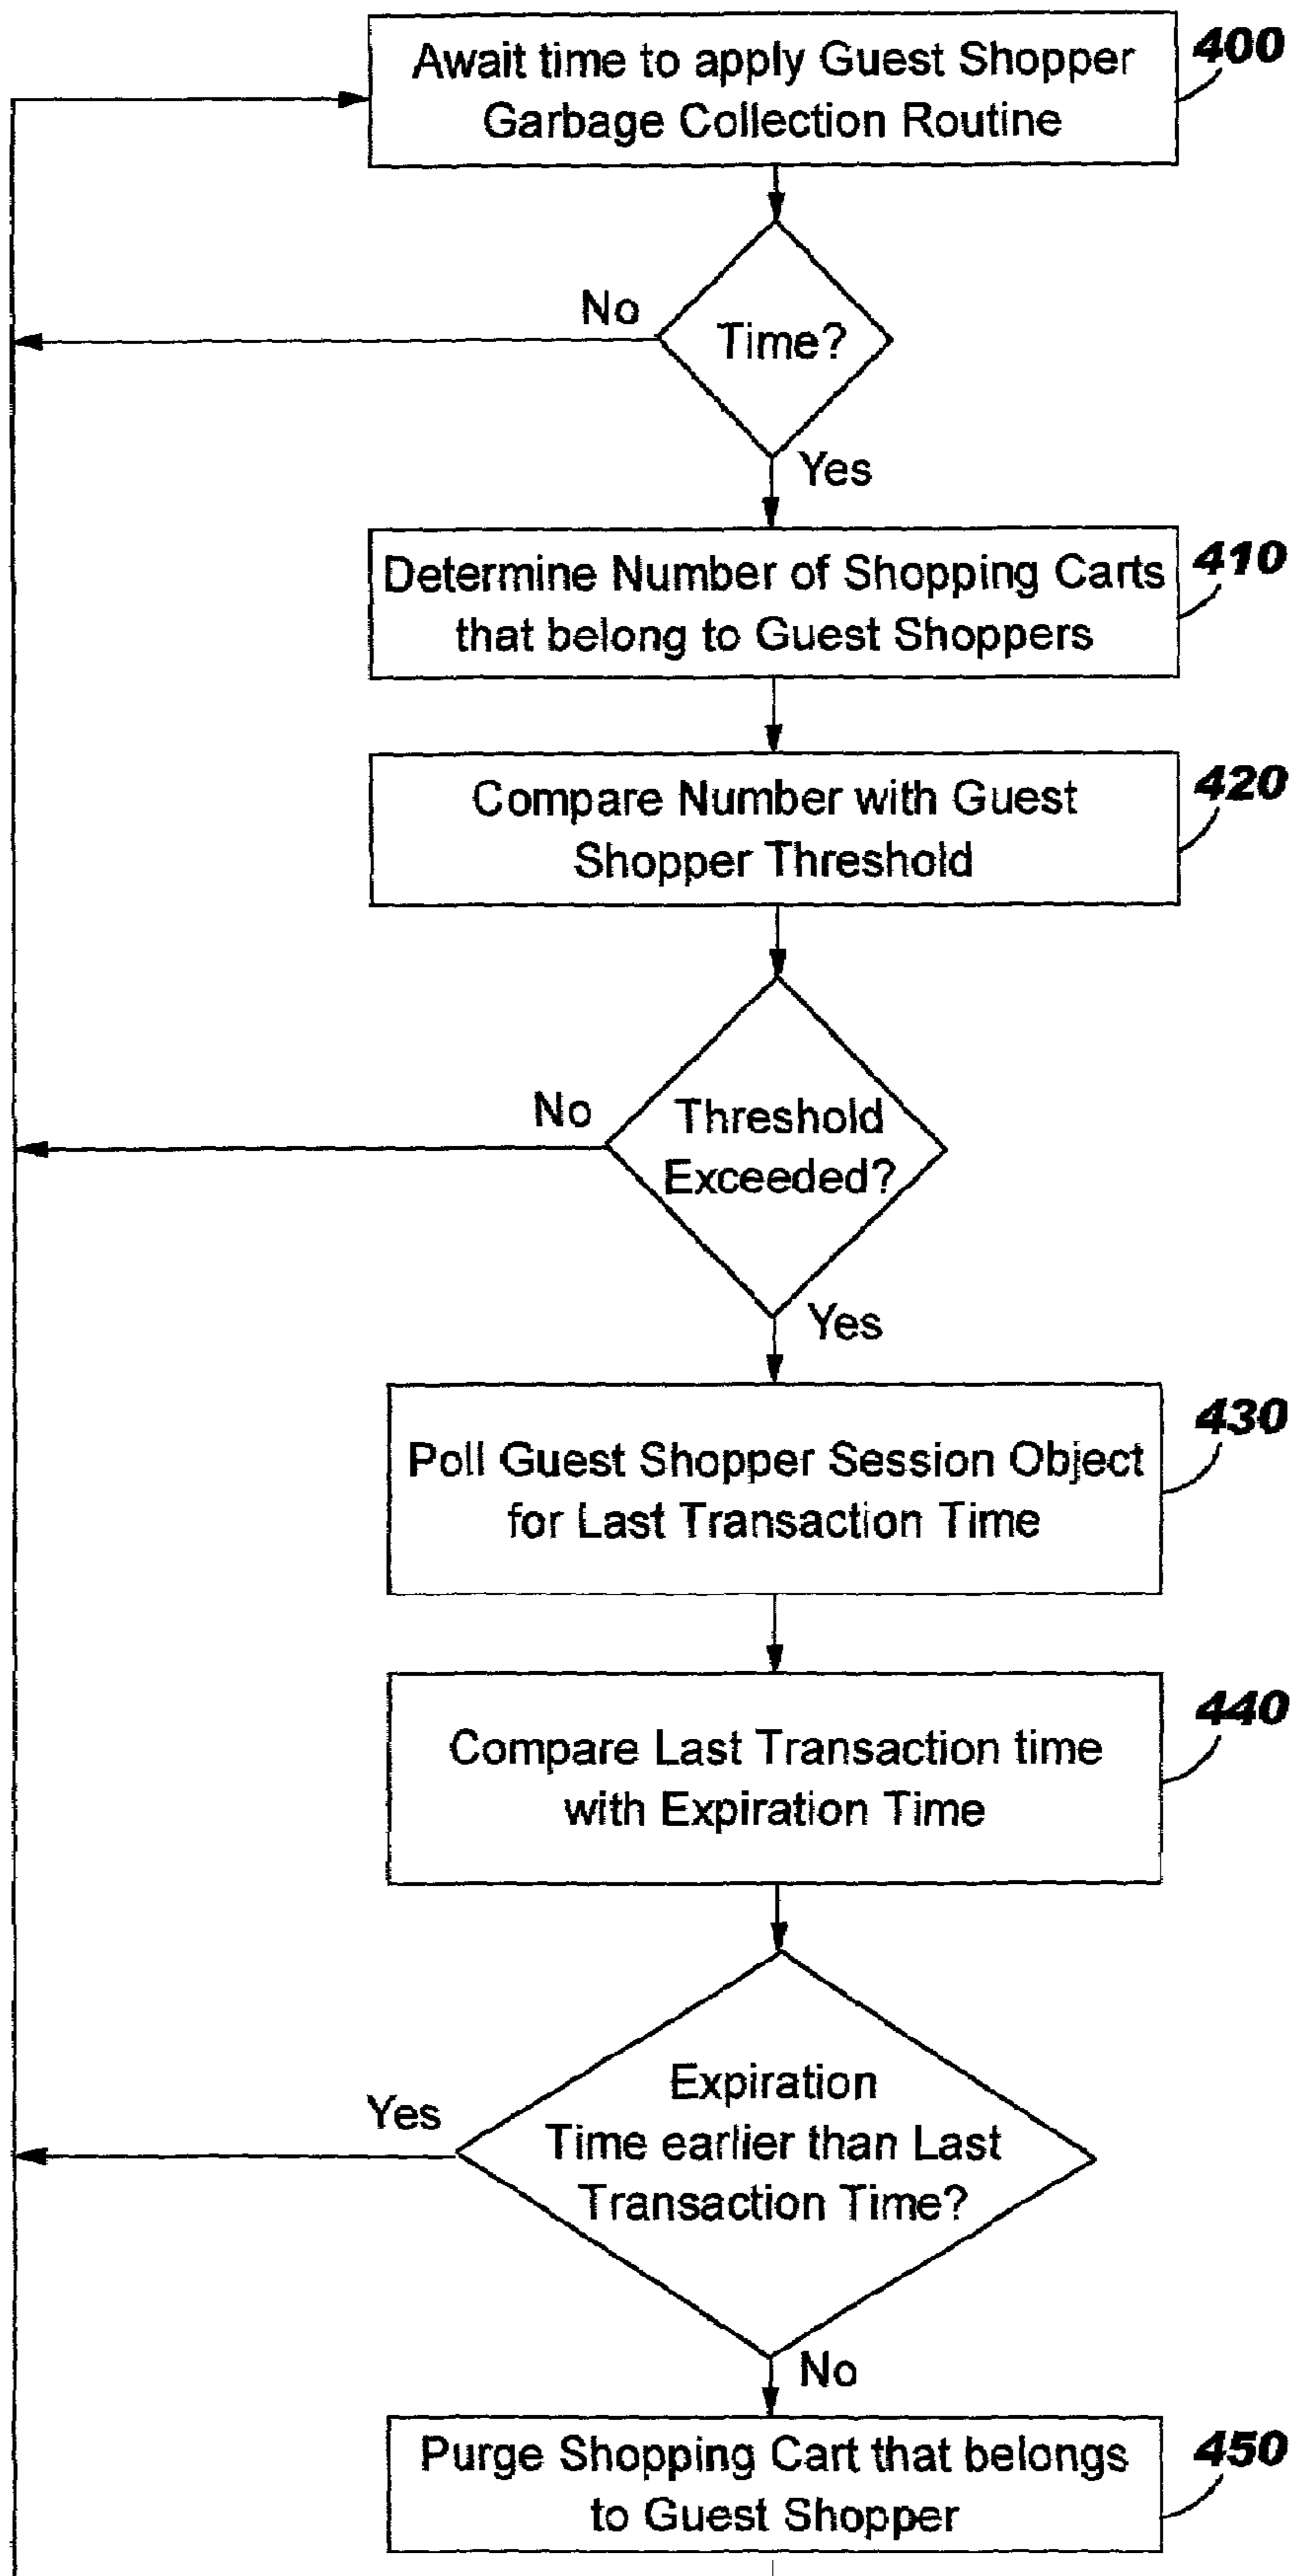 Await time to apply Guest Shopper
Garbage Collection Routine
400
No
Time?
Yes
Determine Number of Shopping Carts
that belong to Guest Shoppers
410
Compare Number with Guest
Shopper Threshold
420
No
Threshold
Exceeded?
Yes
Poll Guest Shopper Session Object
for Last Transaction Time
430
Compare Last Transaction time
with Expiration Time
440
Yes
Expiration
Time earlier than Last
Transaction Time?
No
Purge Shopping Cart that belongs
to Guest Shopper
450